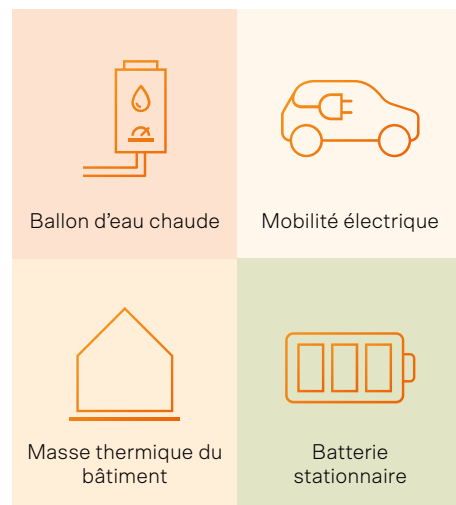 Ballon d’eau chaude
Mobilité électrique
Masse thermique du
bâtiment
Batterie
stationnaire